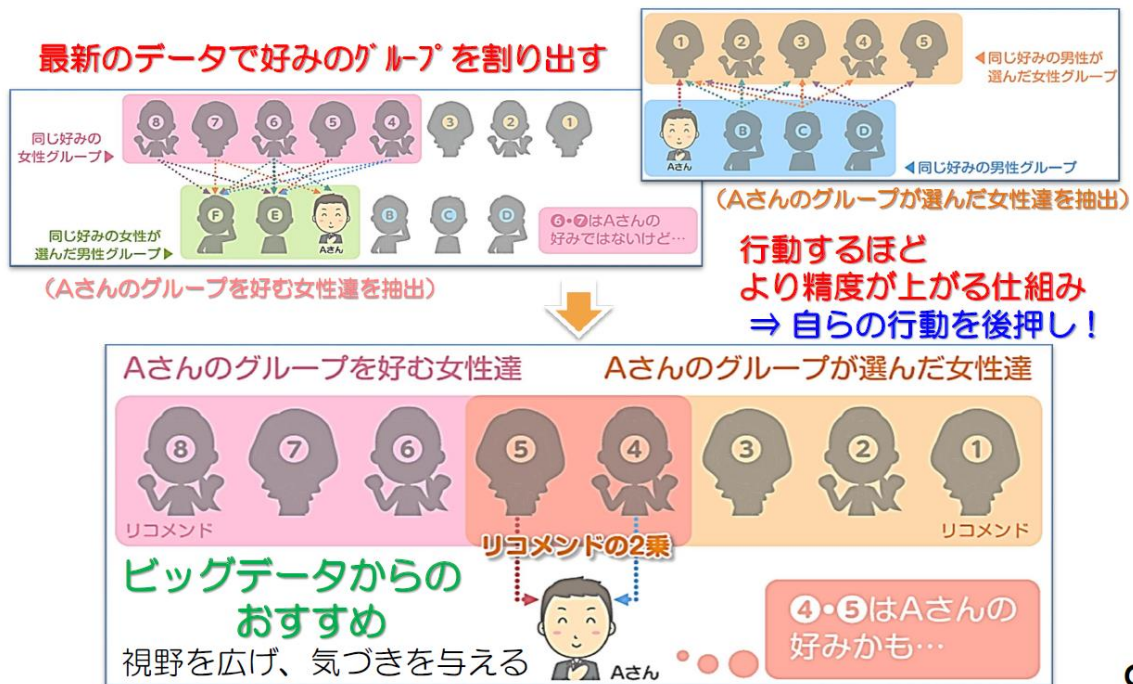 最新のデータで好みのグループを割り出す
同じ好みの
女性グループ▶
⑧ ⑦ ⑥ ⑤ ④ ③ ② ①
同じ好みの女性が
選んだ男性グループ▶
F E Aさん B C D
⑥・⑦はAさんの
好みではないけど…
(Aさんのグループを好む女性達を抽出)
① ② ③ ④ ⑤
◀同じ好みの男性が
選んだ女性グループ
Aさん B C D
◀同じ好みの男性グループ
(Aさんのグループが選んだ女性達を抽出)
行動するほど
より精度が上がる仕組み
⇒ 自らの行動を後押し！
Aさんのグループを好む女性達 Aさんのグループが選んだ女性達
⑧ ⑦ ⑥ ⑤ ④ ③ ② ①
リコメンド リコメンド
リコメンドの2乗
ビッグデータからの
おすすめ
視野を広げ、気づきを与える
Aさん
④・⑤はAさんの
好みかも…